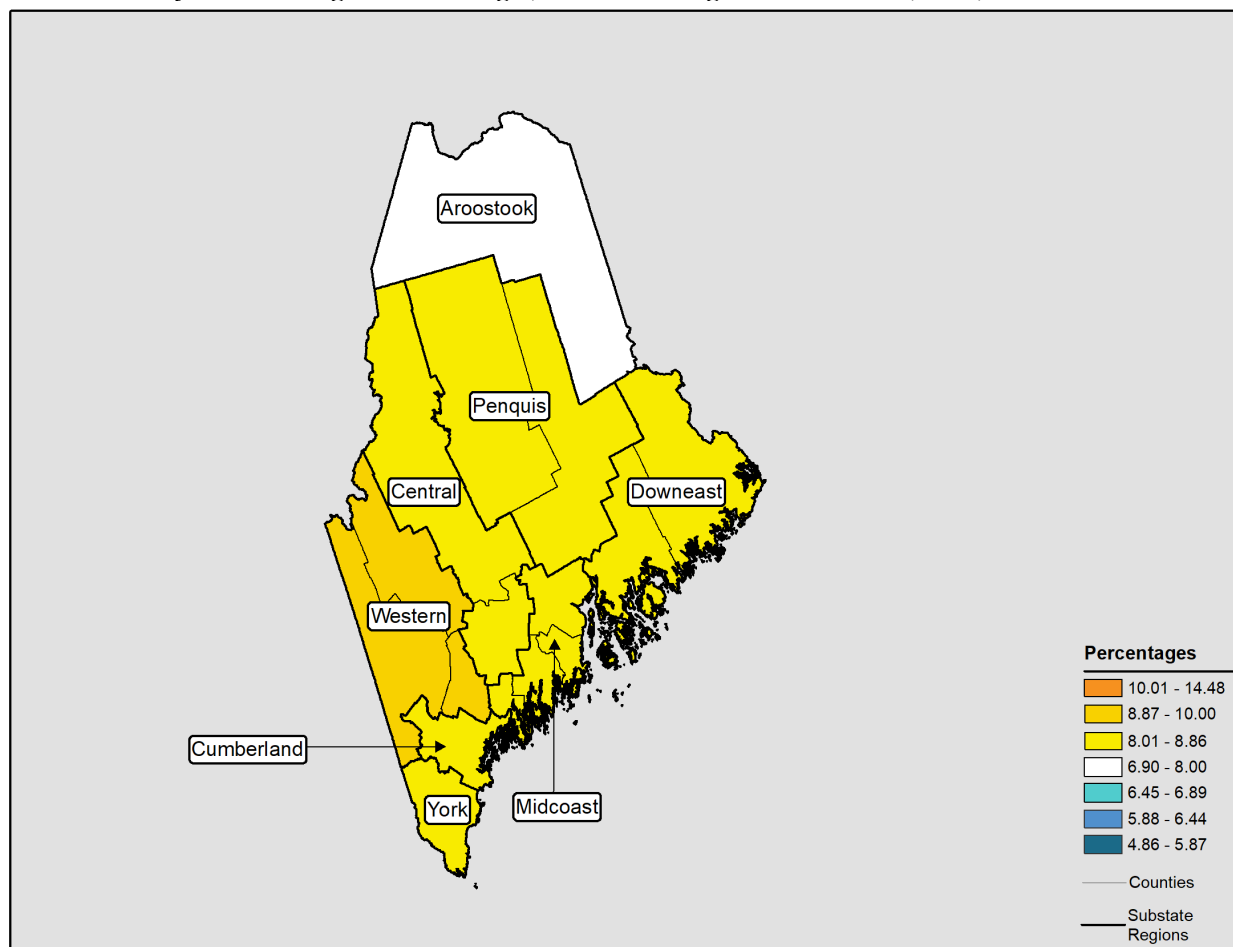 Aroostook
Penquis
Central
Downeast
Western
Cumberland
York
Midcoast
Percentages
10.01 - 14.48
8.87 - 10.00
8.01 - 8.86
6.90 - 8.00
6.45 - 6.89
5.88 - 6.44
4.86 - 5.87
Counties
Substate
Regions